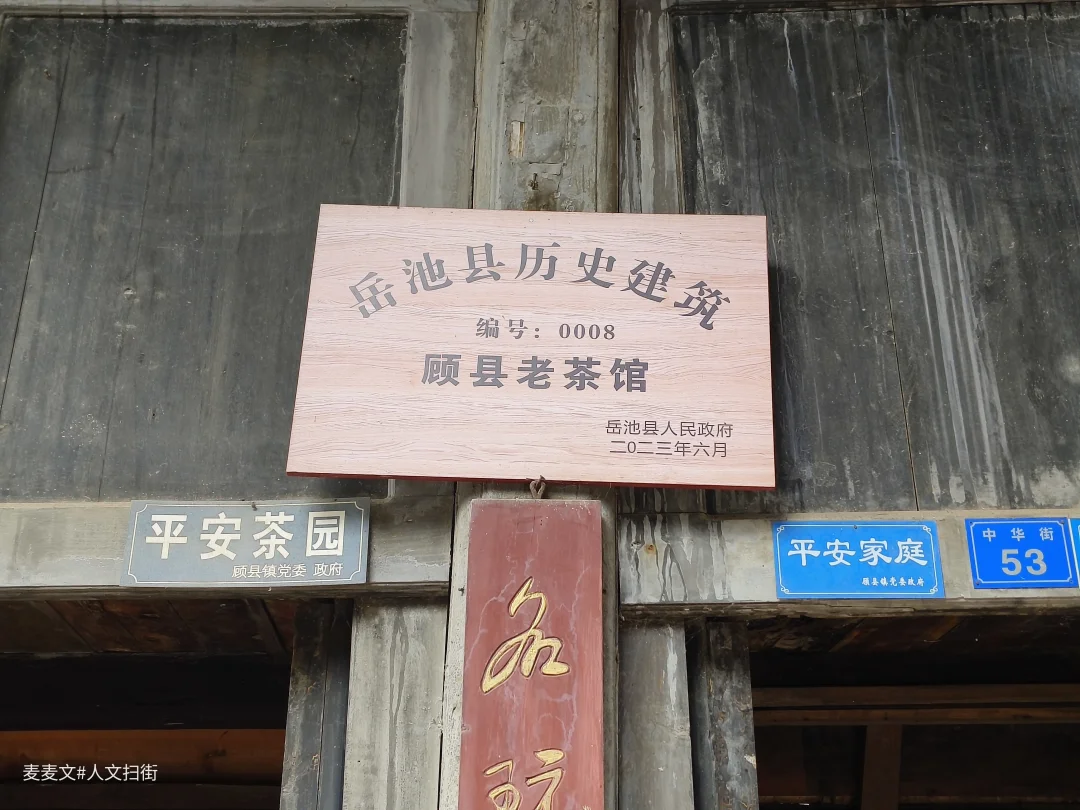 岳池县历史建筑
编号：0008
顾县老茶馆
岳池县人民政府
二0二三年六月
平安茶园
顾县镇党委 政府
平安家庭
顾县镇党委政府
中华街
53
麦麦文#人文扫街